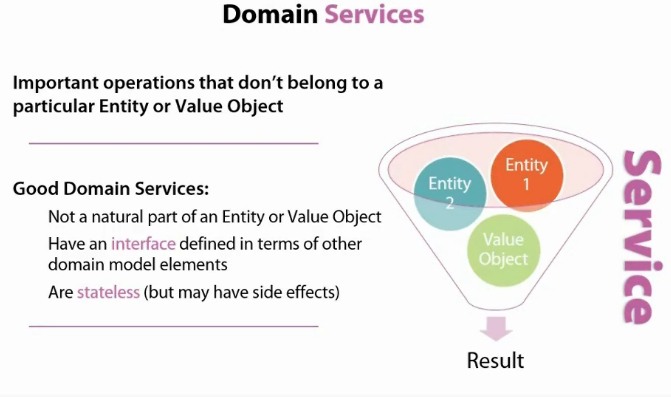 Domain Services
Important operations that don't belong to a
particular Entity or Value Object
Good Domain Services:
Not a natural part of an Entity or Value Object
Have an interface defined in terms of other
domain model elements
Are stateless (but may have side effects)
Entity
1
Entity
2
Value
Object
Result
Service